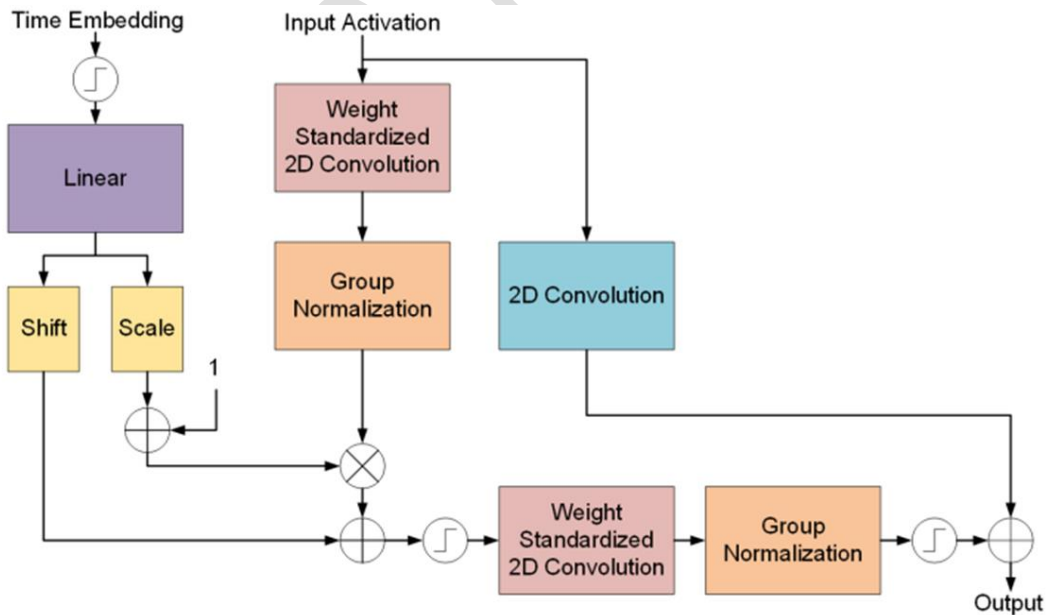 Time Embedding
Input Activation
Weight
Standardized
2D Convolution
Linear
Group
Normalization
2D Convolution
Shift
Scale
1
Weight
Standardized
2D Convolution
Group
Normalization
Output